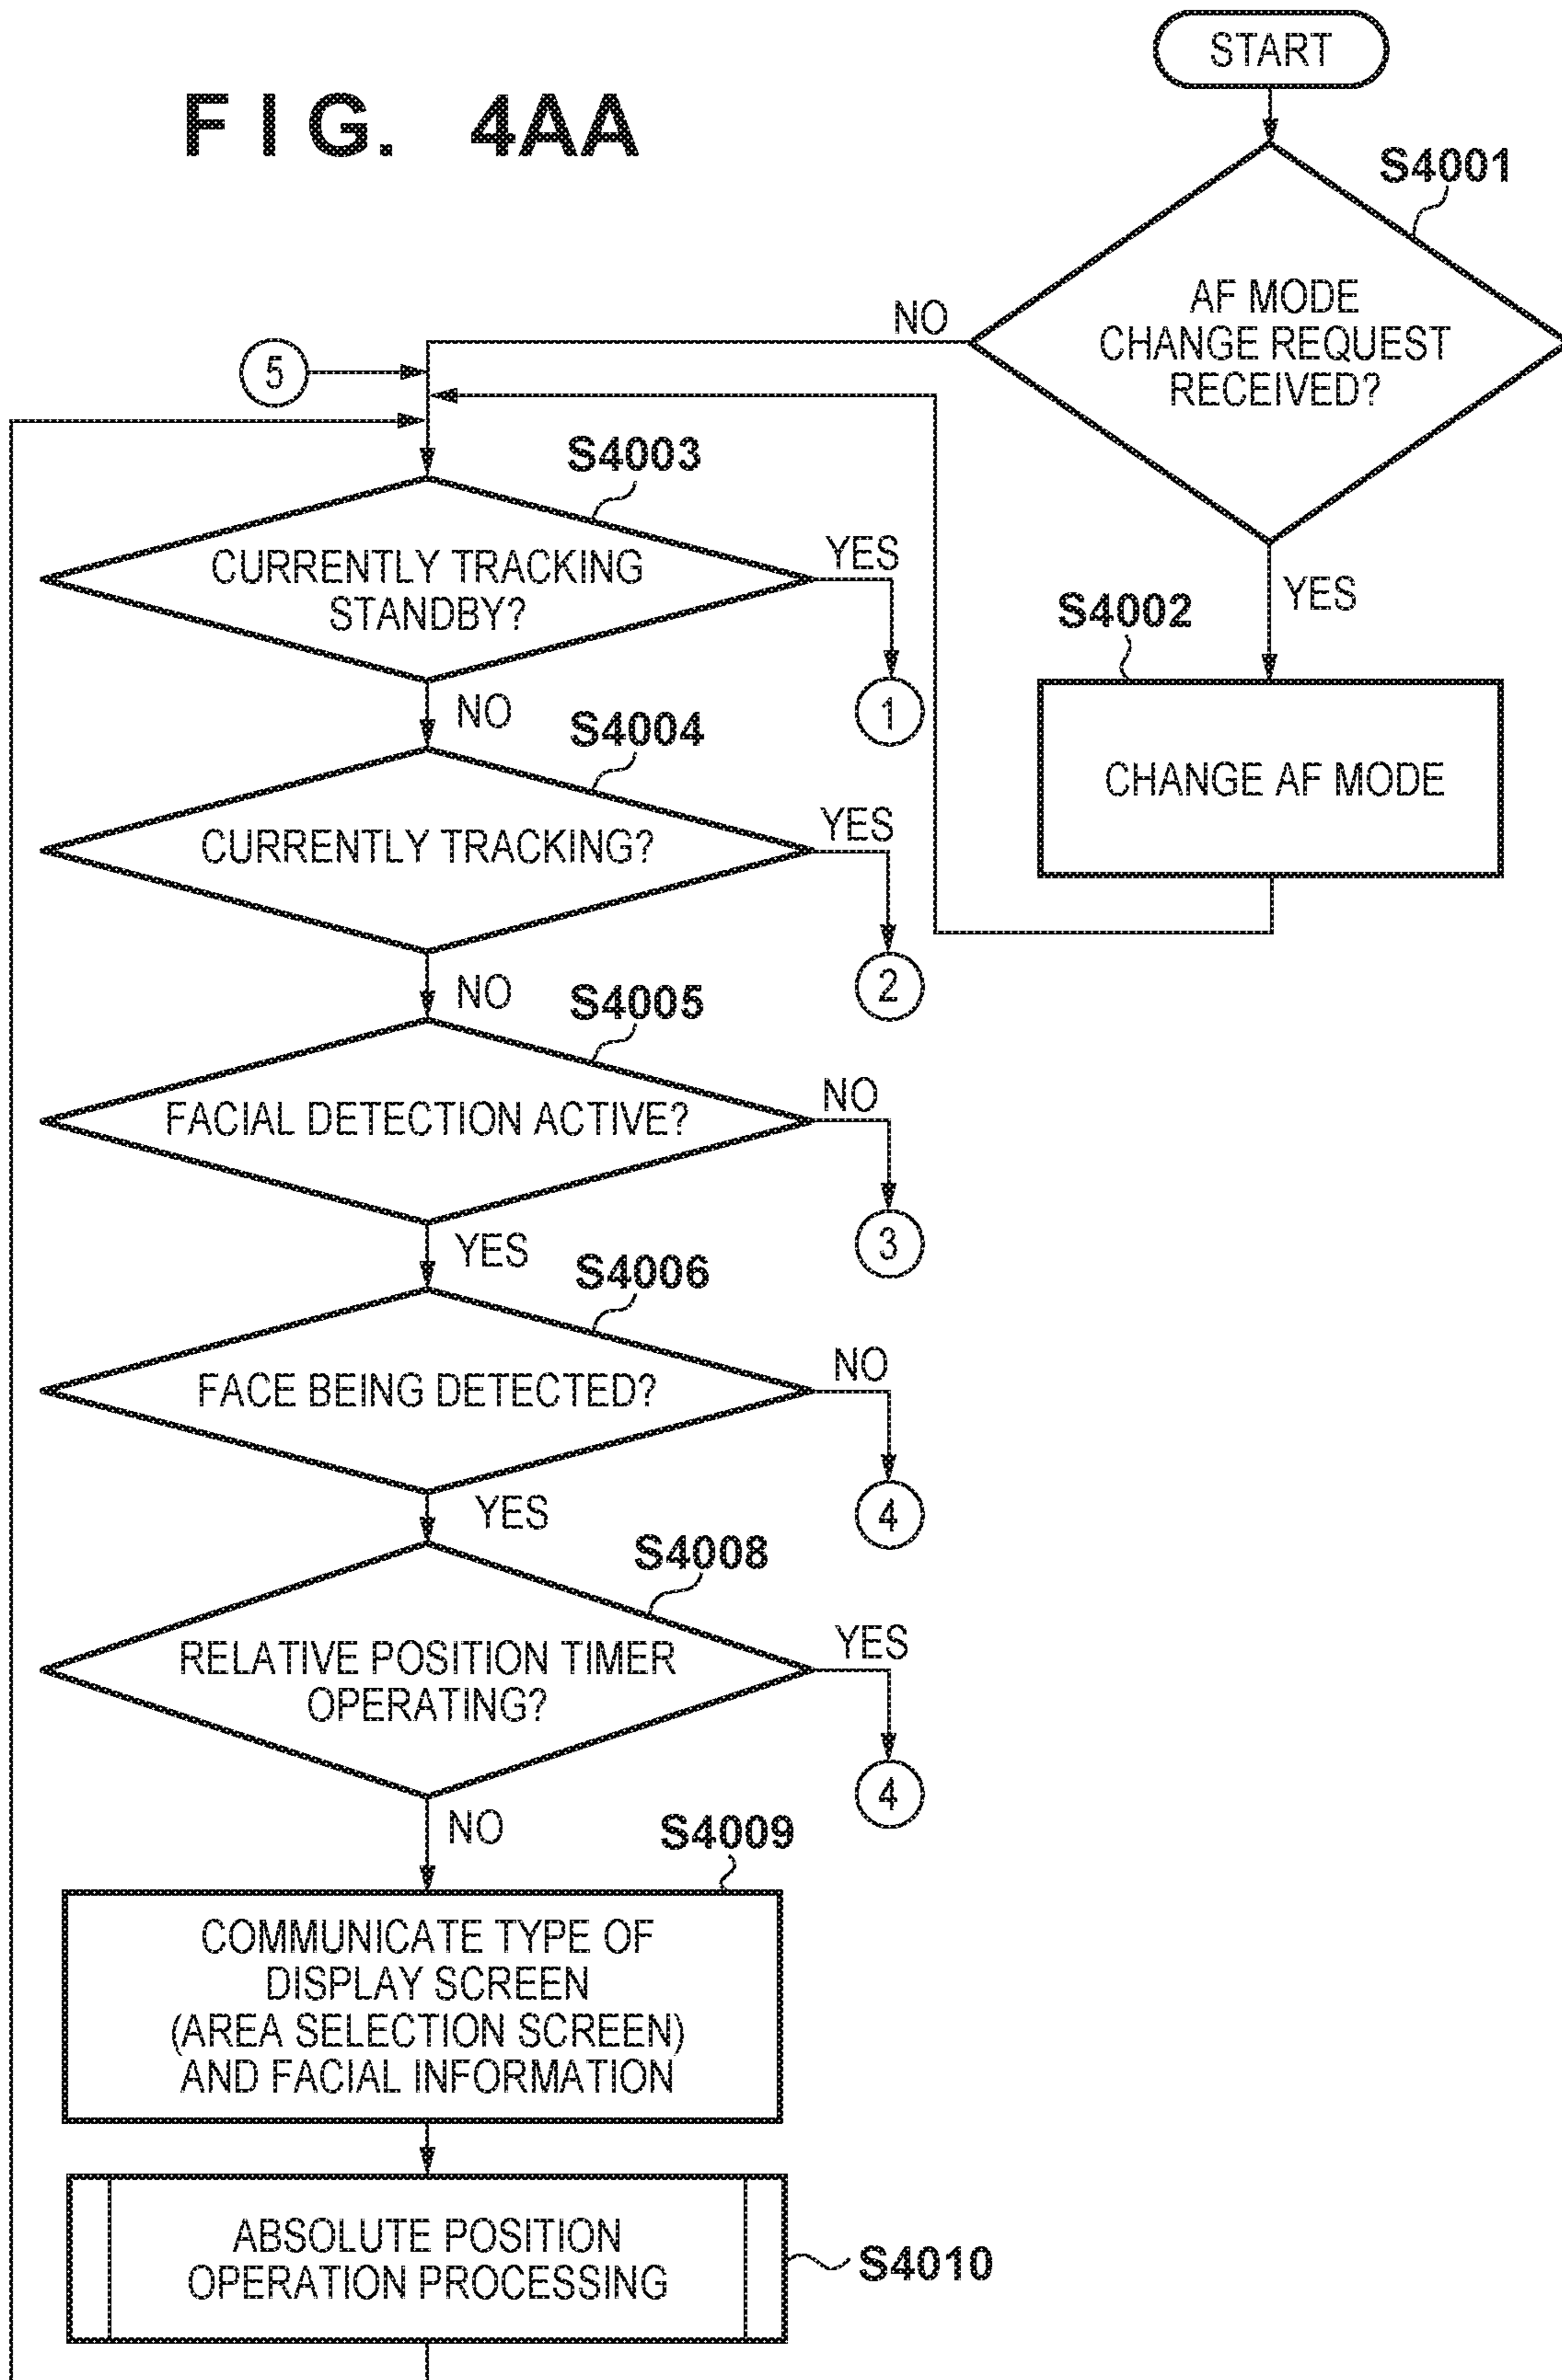 FIG. 4AA
START
S4001
AF MODE
CHANGE REQUEST
RECEIVED?
NO
YES
5
S4002
CHANGE AF MODE
S4003
CURRENTLY TRACKING
STANDBY?
YES
1
NO
S4004
CURRENTLY TRACKING?
YES
2
NO
S4005
FACIAL DETECTION ACTIVE?
NO
3
YES
S4006
FACE BEING DETECTED?
NO
4
YES
S4008
RELATIVE POSITION TIMER
OPERATING?
YES
4
NO
S4009
COMMUNICATE TYPE OF
DISPLAY SCREEN
(AREA SELECTION SCREEN)
AND FACIAL INFORMATION
ABSOLUTE POSITION
OPERATION PROCESSING
S4010